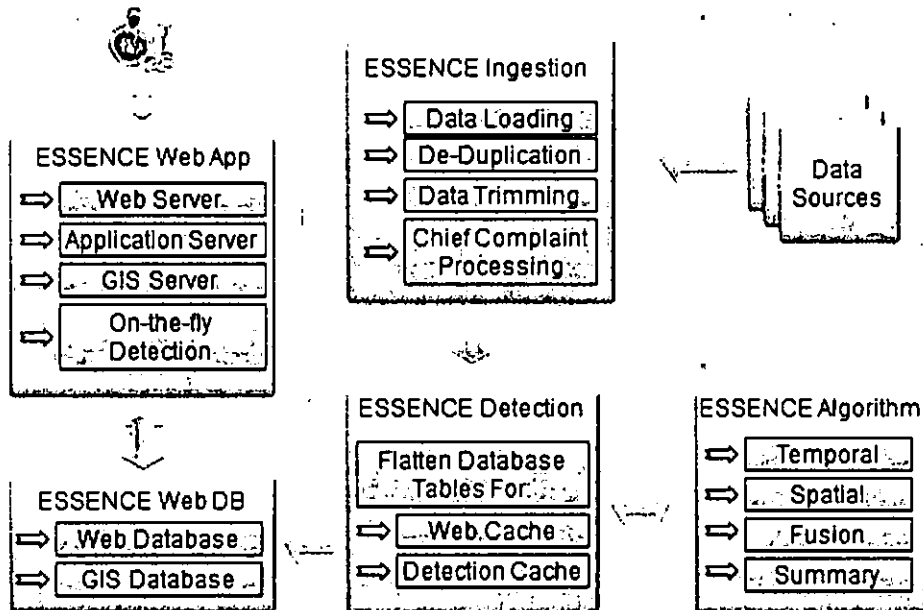 ESSENCE Web App
Web Server
Application Server
GIS Server
On-the-fly
Detection
ESSENCE Ingestion
Data Loading
De-Duplication
Data Trimming
Chief Complaint
Processing
Data
Sources
ESSENCE Web DB
Web Database
GIS Database
ESSENCE Detection
Flatten Database
Tables For:
Web Cache
Detection Cache
ESSENCE Algorithm
Temporal
Spatial
Fusion
Summary